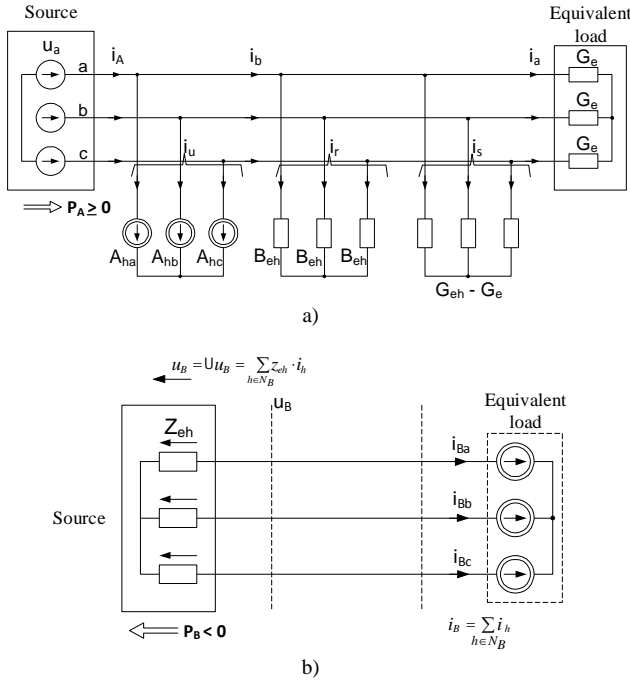 Source
Equivalent
load
u_a
a
i_A
i_b
i_a
G_e
b
G_e
c
i_u
i_r
i_s
G_e
P_A ≥ 0
A_ha
A_hb
A_hc
B_eh
B_eh
B_eh
G_eh - G_e
a)
u_B = U u_B = ∑_{h∈N_B} z_eh · i_h
u_B
Equivalent
load
Z_eh
i_Ba
Source
i_Bb
i_Bc
P_B < 0
i_B = ∑_{h∈N_B} i_h
b)